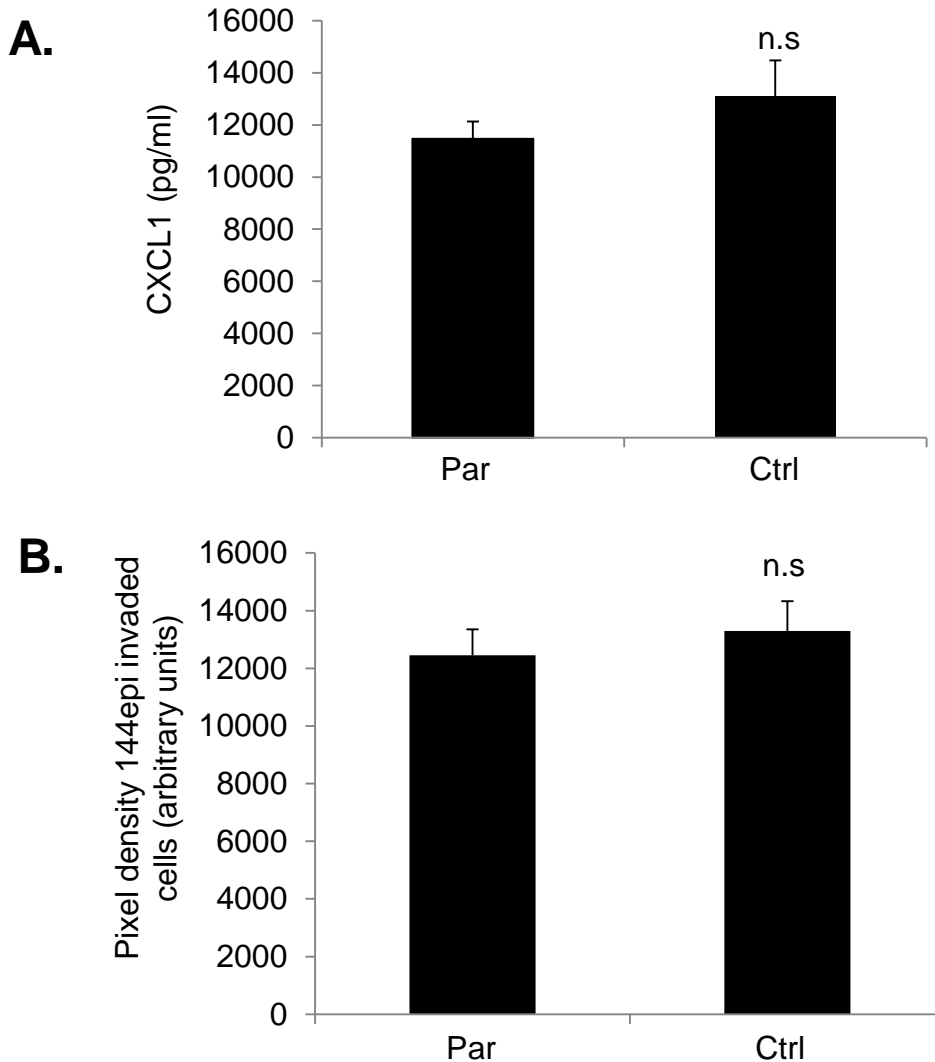 A.
CXCL1 (pg/ml)
16000
14000
12000
10000
8000
6000
4000
2000
0
n.s
Par
Ctrl
B.
Pixel density 144epi invaded
cells (arbitrary units)
16000
14000
12000
10000
8000
6000
4000
2000
0
n.s
Par
Ctrl